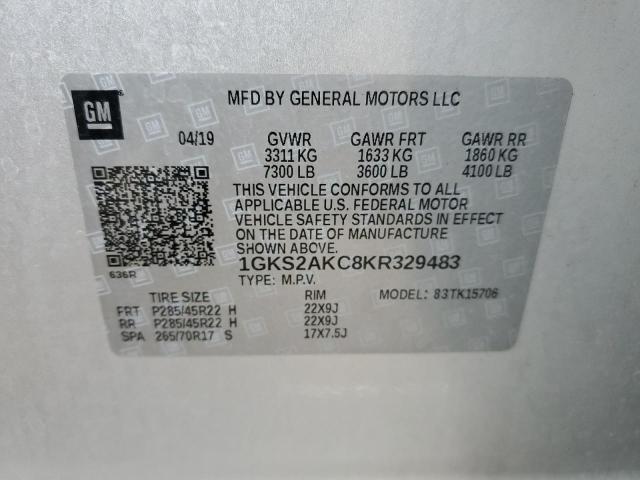 GM
MFD BY GENERAL MOTORS LLC
04/19 GVWR GAWR FRT GAWR RR
3311 KG 1633 KG 1860 KG
7300 LB 3600 LB 4100 LB
THIS VEHICLE CONFORMS TO ALL
APPLICABLE U.S. FEDERAL MOTOR
VEHICLE SAFETY STANDARDS IN EFFECT
ON THE DATE OF MANUFACTURE
SHOWN ABOVE.
636R
1GKS2AKC8KR329483
TYPE: M.P.V.
TIRE SIZE RIM MODEL: 83TK15706
FRT P285/45R22 H 22X9J
RR P285/45R22 H 22X9J
SPA 265/70R17 S 17X7.5J